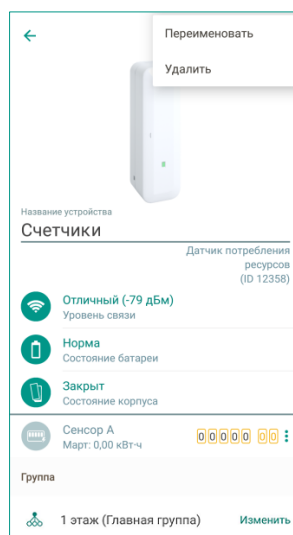 Переименовать
Удалить
Название устройства
Счетчики
Датчик потребления
ресурсов
(ID 12358)
Отличный (-79 дБм)
Уровень связи
Норма
Состояние батареи
Закрыт
Состояние корпуса
Сенсор А
Март: 0,00 кВт·ч
00000 00
Группа
1 этаж (Главная группа) Изменить